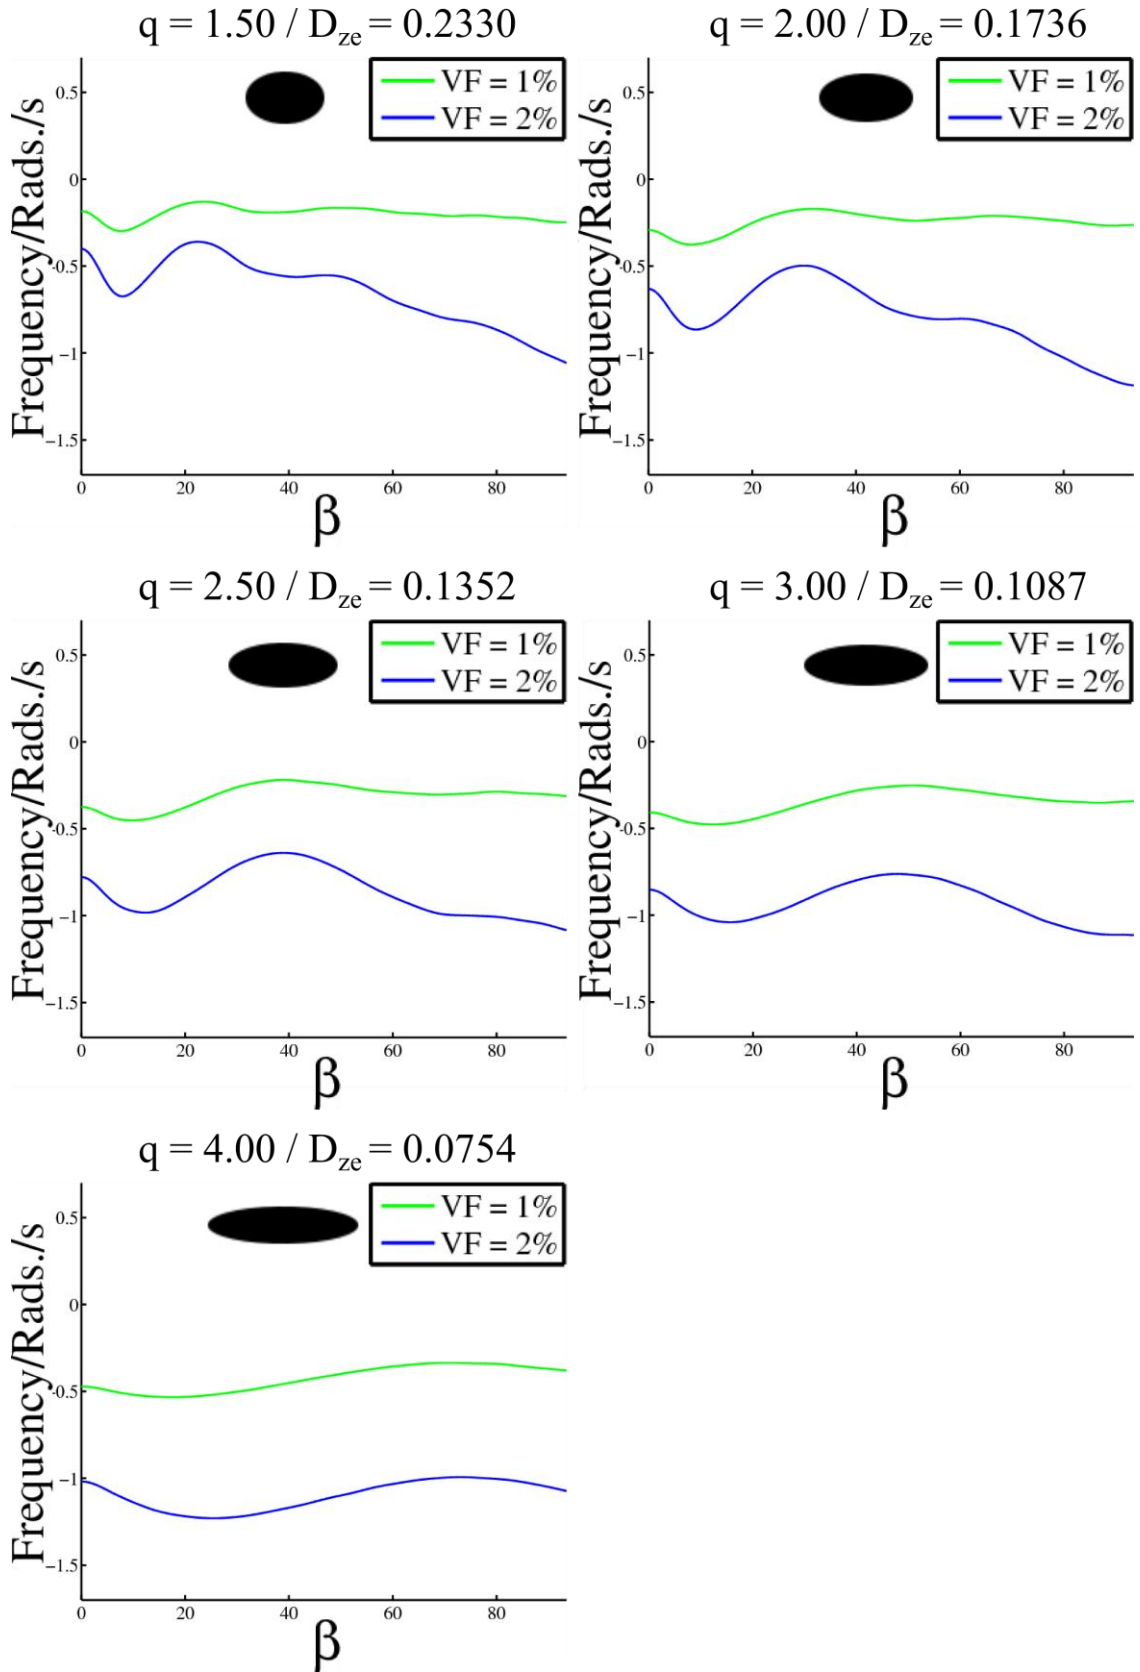 q = 1.50 / Dze = 0.2330
VF = 1%
VF = 2%
Frequency/Rads./s
0.5
0
-0.5
-1
-1.5
0 20 40 60 80
β
q = 2.00 / Dze = 0.1736
VF = 1%
VF = 2%
Frequency/Rads./s
0.5
0
-0.5
-1
-1.5
0 20 40 60 80
β
q = 2.50 / Dze = 0.1352
VF = 1%
VF = 2%
Frequency/Rads./s
0.5
0
-0.5
-1
-1.5
0 20 40 60 80
β
q = 3.00 / Dze = 0.1087
VF = 1%
VF = 2%
Frequency/Rads./s
0.5
0
-0.5
-1
-1.5
0 20 40 60 80
β
q = 4.00 / Dze = 0.0754
VF = 1%
VF = 2%
Frequency/Rads./s
0.5
0
-0.5
-1
-1.5
0 20 40 60 80
β